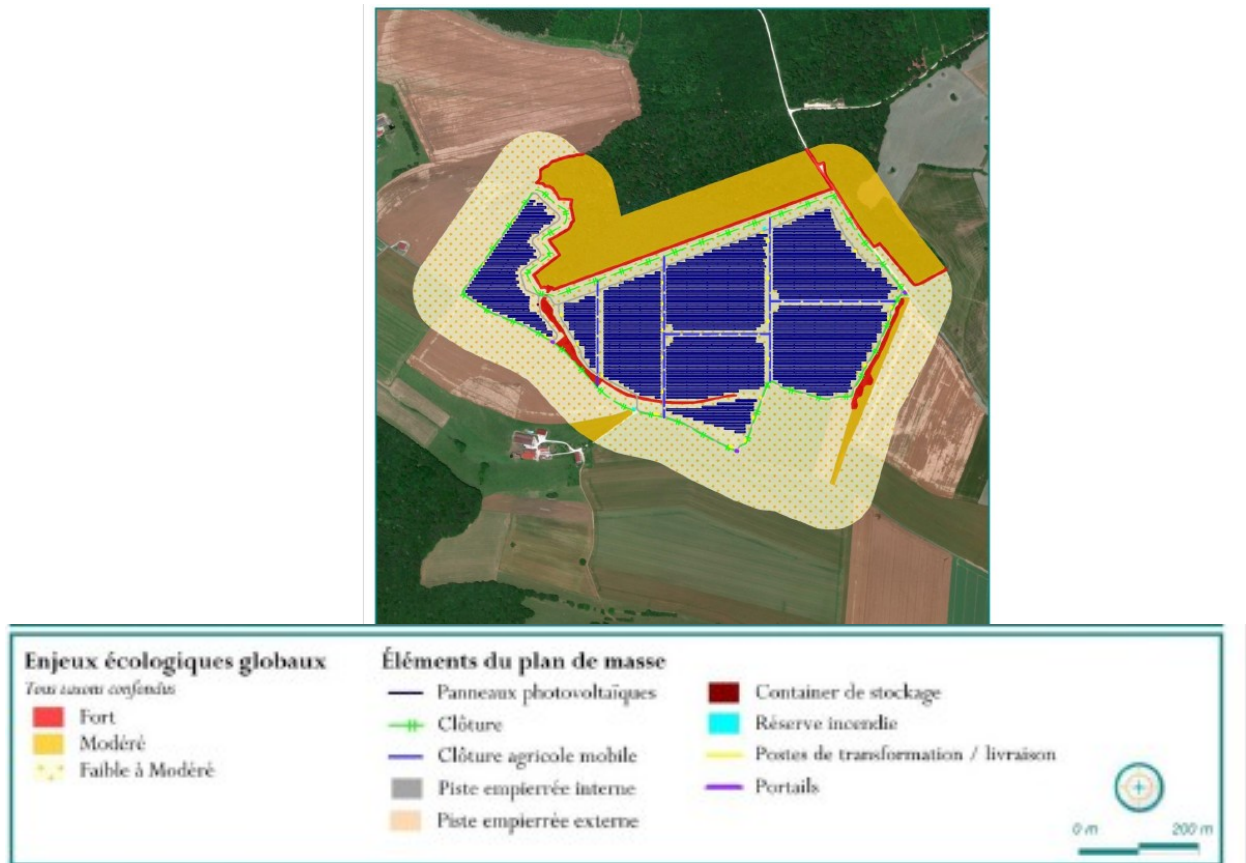 Enjeux écologiques globaux
Tous taxons confondus
Fort
Modéré
Faible à Modéré
Éléments du plan de masse
Panneaux photovoltaïques
Clôture
Clôture agricole mobile
Piste empierrée interne
Piste empierrée externe
Container de stockage
Réserve incendie
Postes de transformation / livraison
Portails
0 m 200 m